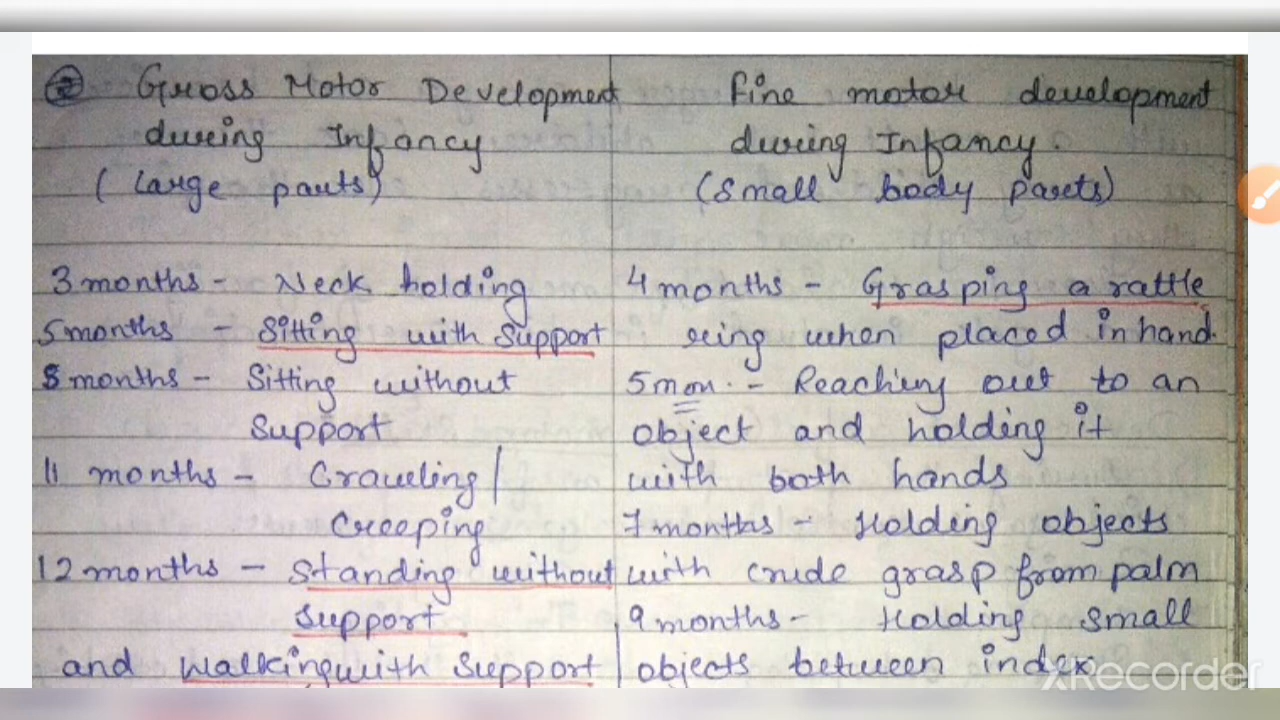 ② Gross Motor Development
during Infancy
(Large parts)
3 months - Neck holding
5 months - Sitting with Support
8 months - Sitting without
Support
11 months - Crawling/
Creeping
12 months - Standing without
Support
and walking with Support
fine motor development
during Infancy.
(Small body parts)
4 months - Grasping a rattle
ring when placed in hand.
5 mon. - Reaching out to an
object and holding it
with both hands
7 months - Holding objects
with crude grasp from palm
9 months - Holding small
objects between index
XRecorder